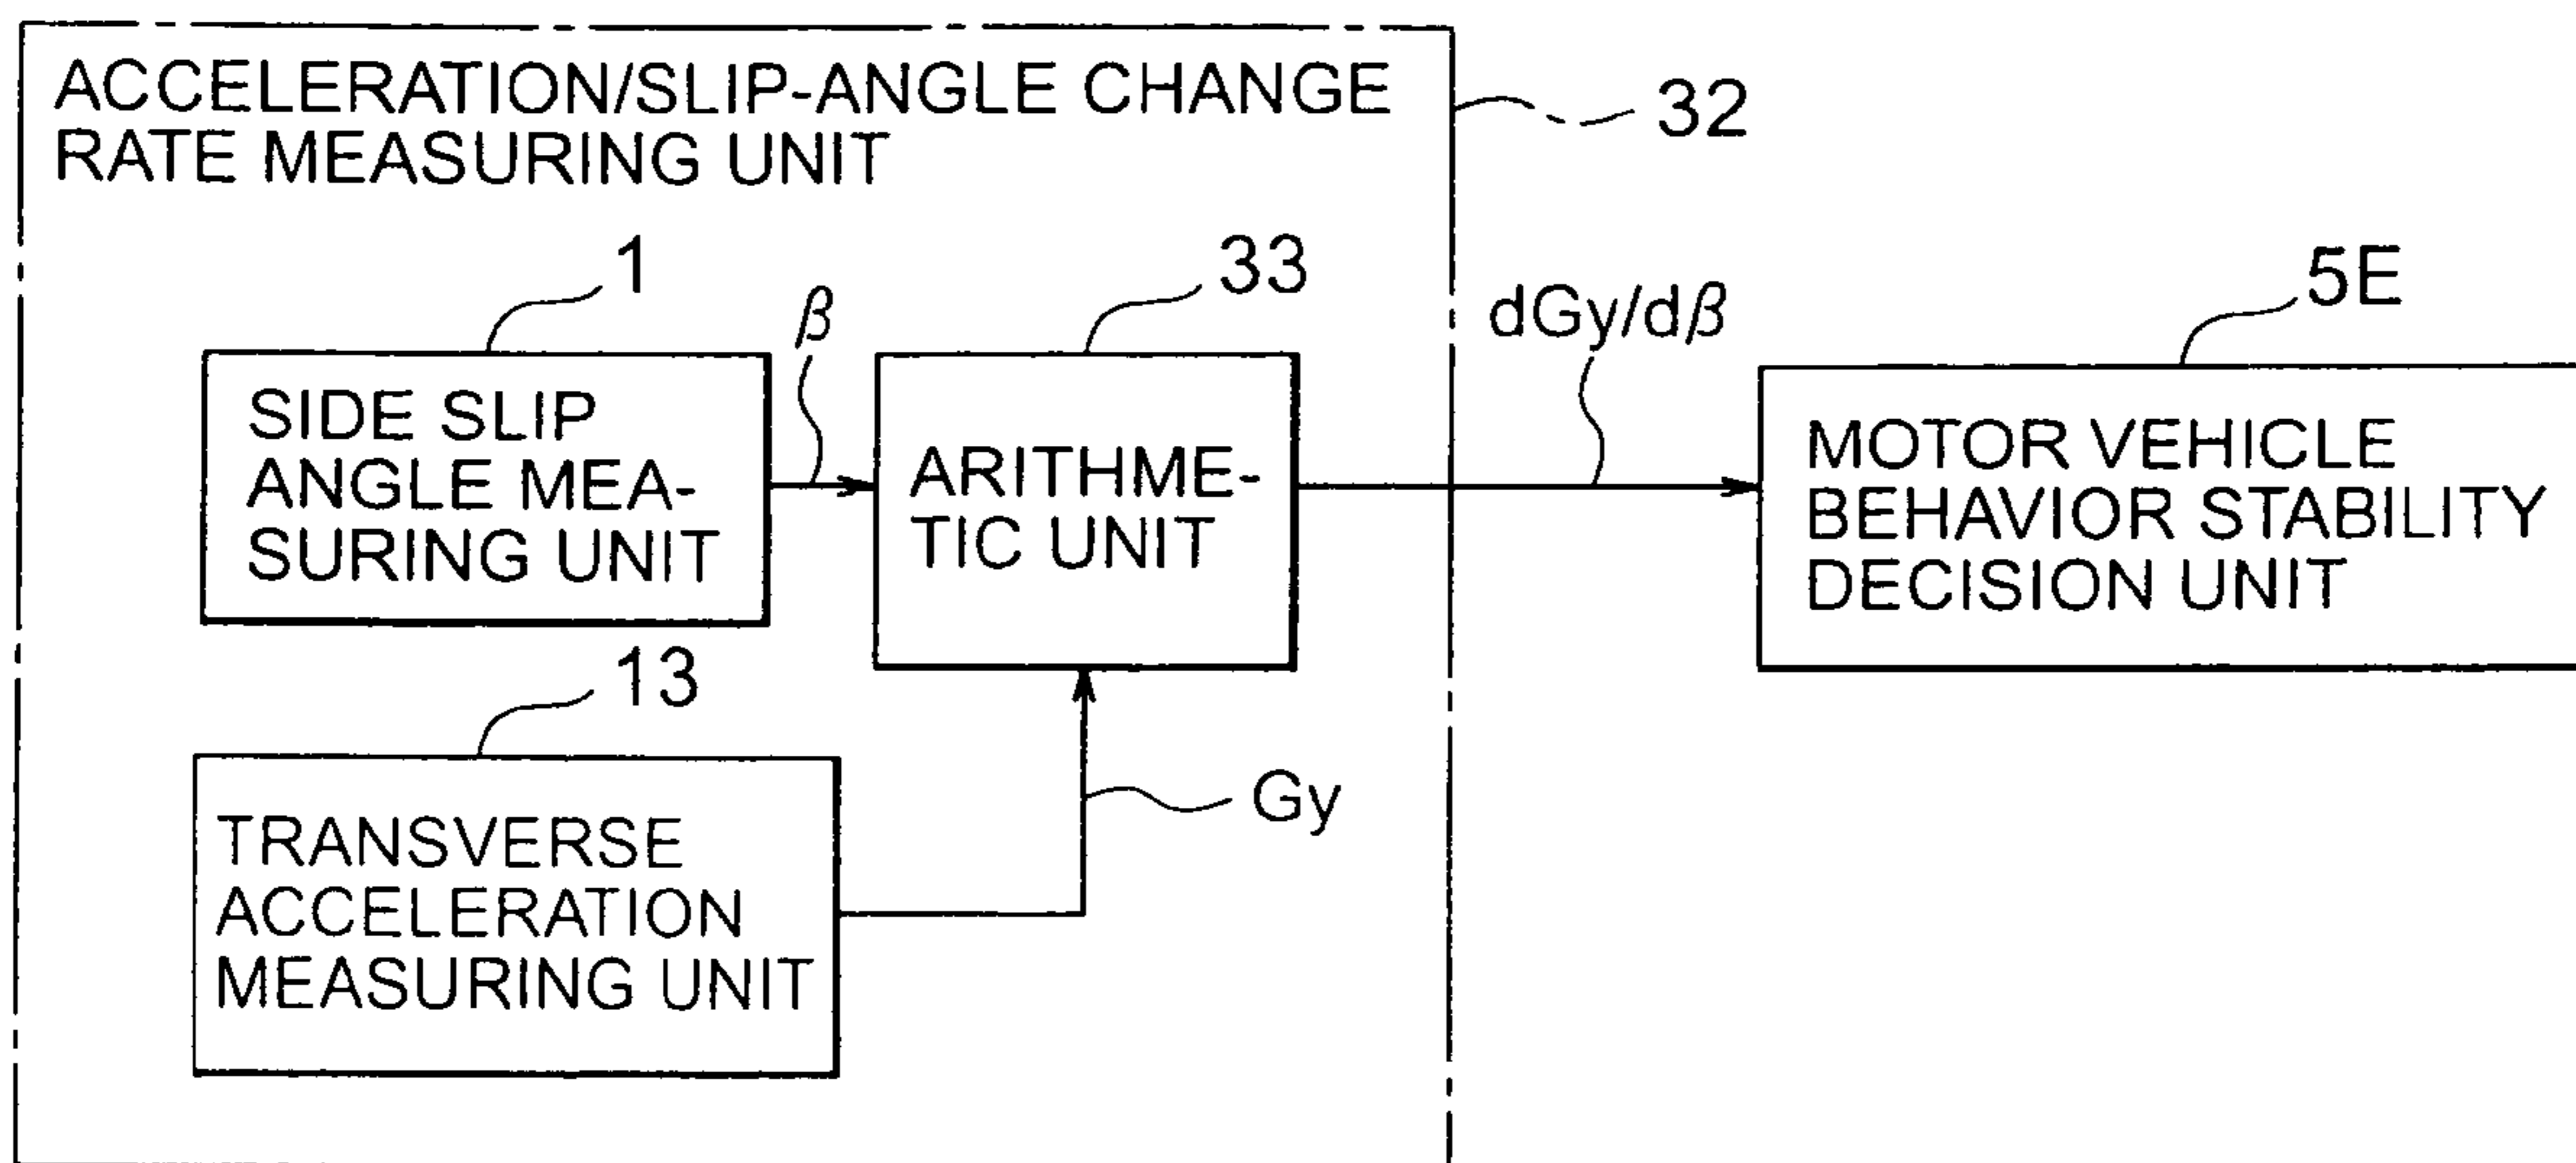 ACCELERATION/SLIP-ANGLE CHANGE
RATE MEASURING UNIT
32
1
β
33
dGy/dβ
5E
SIDE SLIP
ANGLE MEA-
SURING UNIT
ARITHME-
TIC UNIT
MOTOR VEHICLE
BEHAVIOR STABILITY
DECISION UNIT
13
Gy
TRANSVERSE
ACCELERATION
MEASURING UNIT